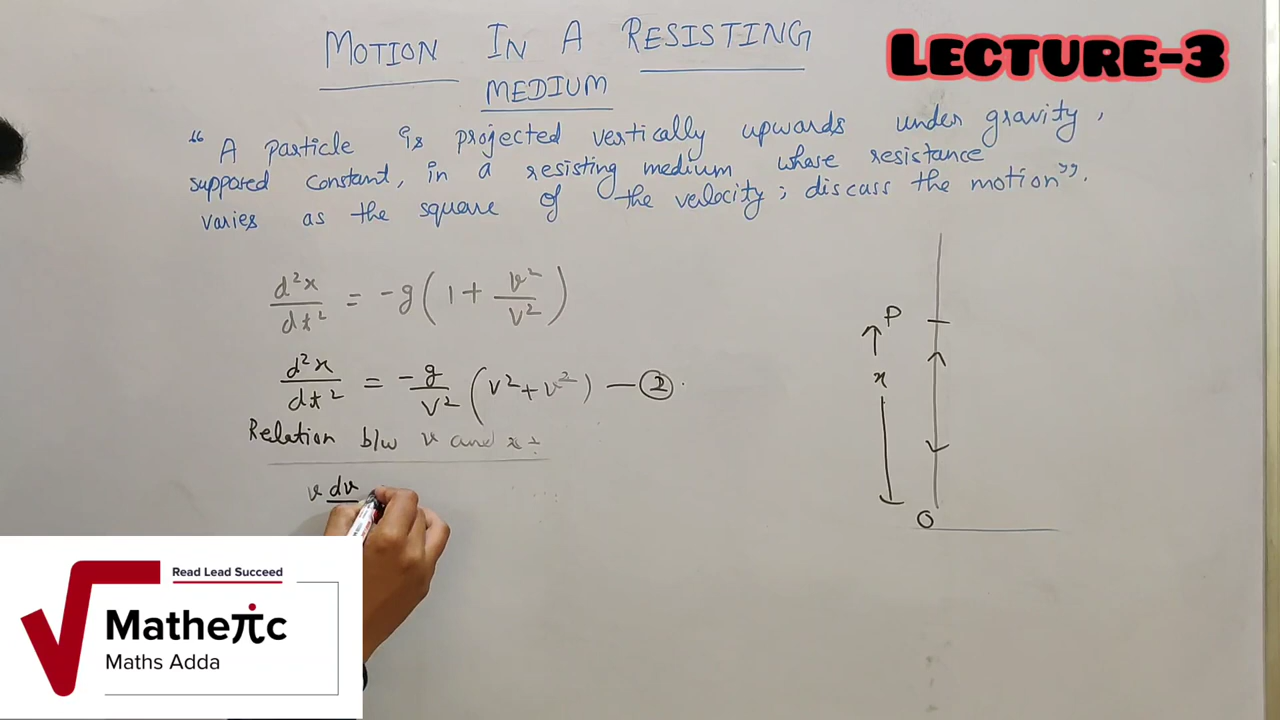 MOTION IN A RESISTING
MEDIUM
LECTURE-3
“ A particle is projected vertically upwards under gravity,
supposed constant, in a resisting medium whose resistance
varies as the square of the velocity; discuss the motion”.
d²x/dt² = -g(1 + v²/V²)
d²x/dt² = -g/V² (V² + v²) — ②.
Relation b/w v and x ÷
v dv
P
x
O
Read Lead Succeed
Matheπc
Maths Adda